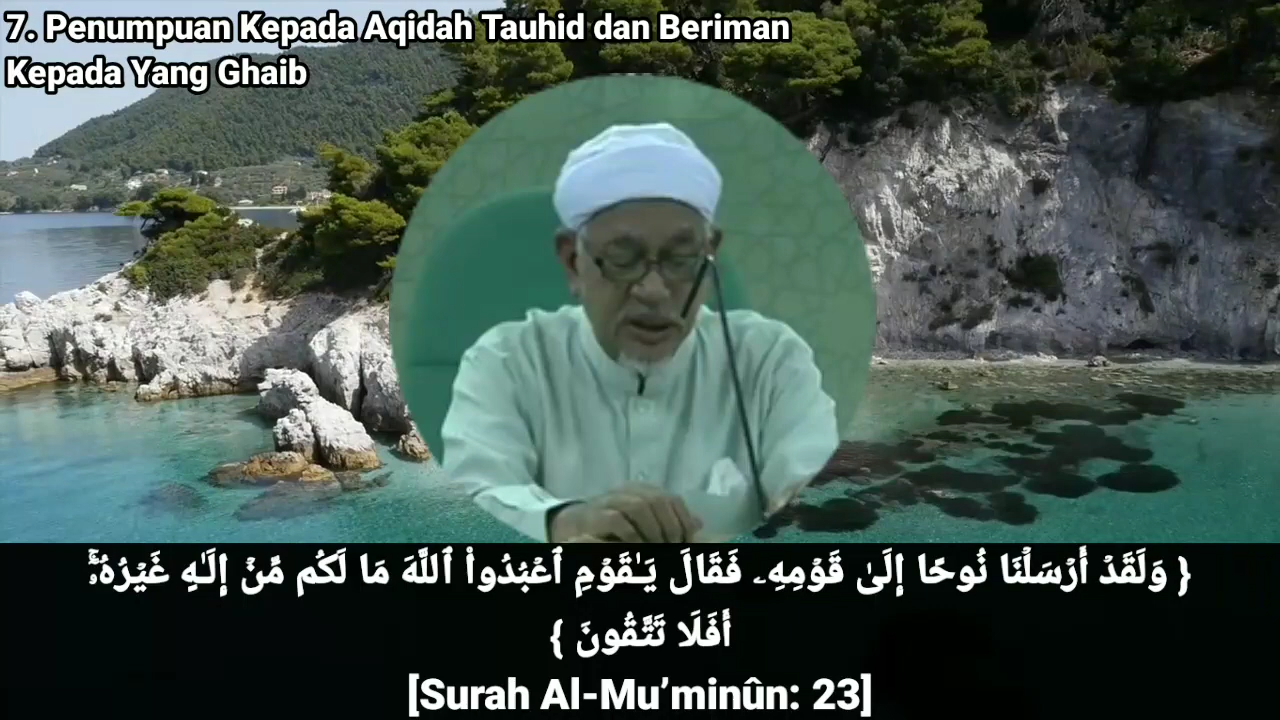 7. Penumpuan Kepada Aqidah Tauhid dan Beriman
Kepada Yang Ghaib
{ وَلَقَدْ أَرْسَلْنَا نُوحًا إِلَىٰ قَوْمِهِۦ فَقَالَ يَـٰقَوْمِ ٱعْبُدُوا۟ ٱللَّهَ مَا لَكُم مِّنْ إِلَـٰهٍ غَيْرُهُۥٓ ۖ
أَفَلَا تَتَّقُونَ }
[Surah Al-Mu’minûn: 23]